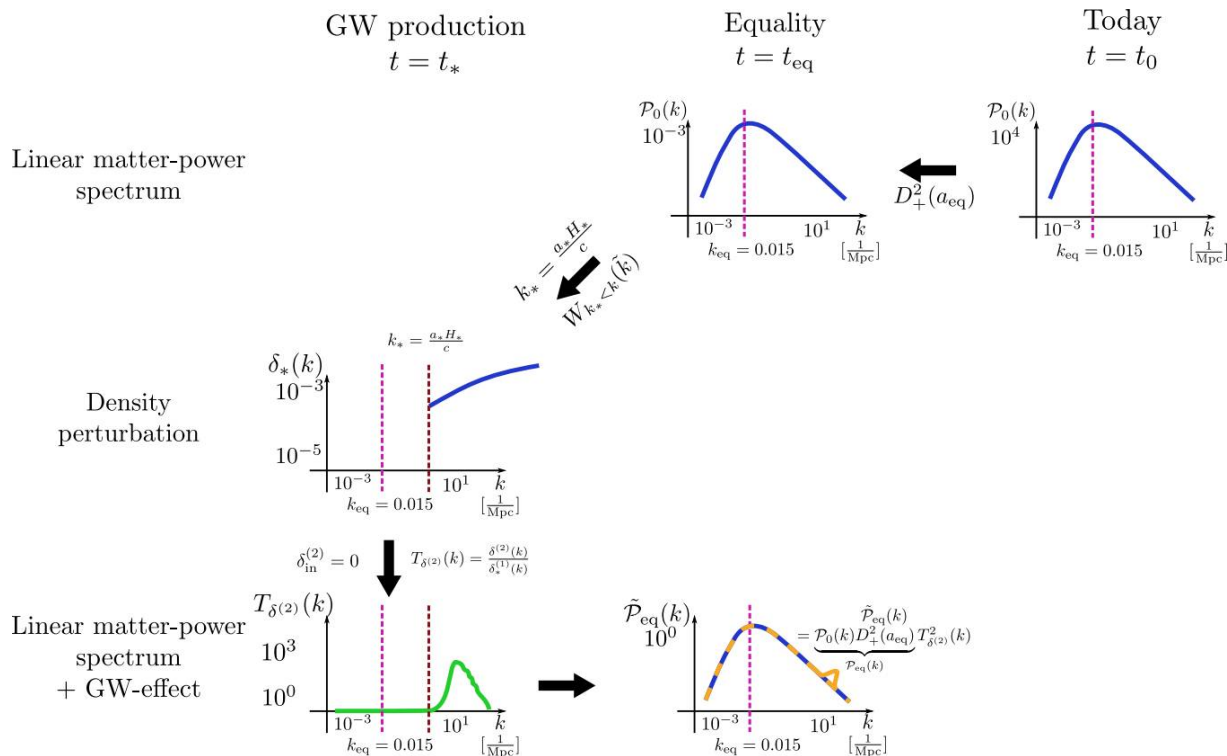 GW production
t = t_*
Equality
t = t_eq
Today
t = t_0
Linear matter-power
spectrum
P_0(k)
10^{-3}
10^{-3}
10^1
k
k_eq = 0.015
[1/Mpc]
D_+^2(a_eq)
P_0(k)
10^4
10^{-3}
10^1
k
k_eq = 0.015
[1/Mpc]
k_* = a_*H_*/c
W_{k_*<k}(k̃)
Density
perturbation
k_* = a_*H_*/c
δ_*(k)
10^{-3}
10^{-5}
10^{-3}
10^1
k
k_eq = 0.015
[1/Mpc]
δ_in^{(2)} = 0
T_{δ^{(2)}}(k) = δ^{(2)}(k)/δ_*^{(1)}(k)
Linear matter-power
spectrum
+ GW-effect
T_{δ^{(2)}}(k)
10^3
10^0
10^{-3}
10^1
k
k_eq = 0.015
[1/Mpc]
P̃_eq(k)
10^0
P̃_eq(k)
= P_0(k)D_+^2(a_eq) T_{δ^{(2)}}^2(k)
P_eq(k)
10^{-3}
10^1
k
k_eq = 0.015
[1/Mpc]